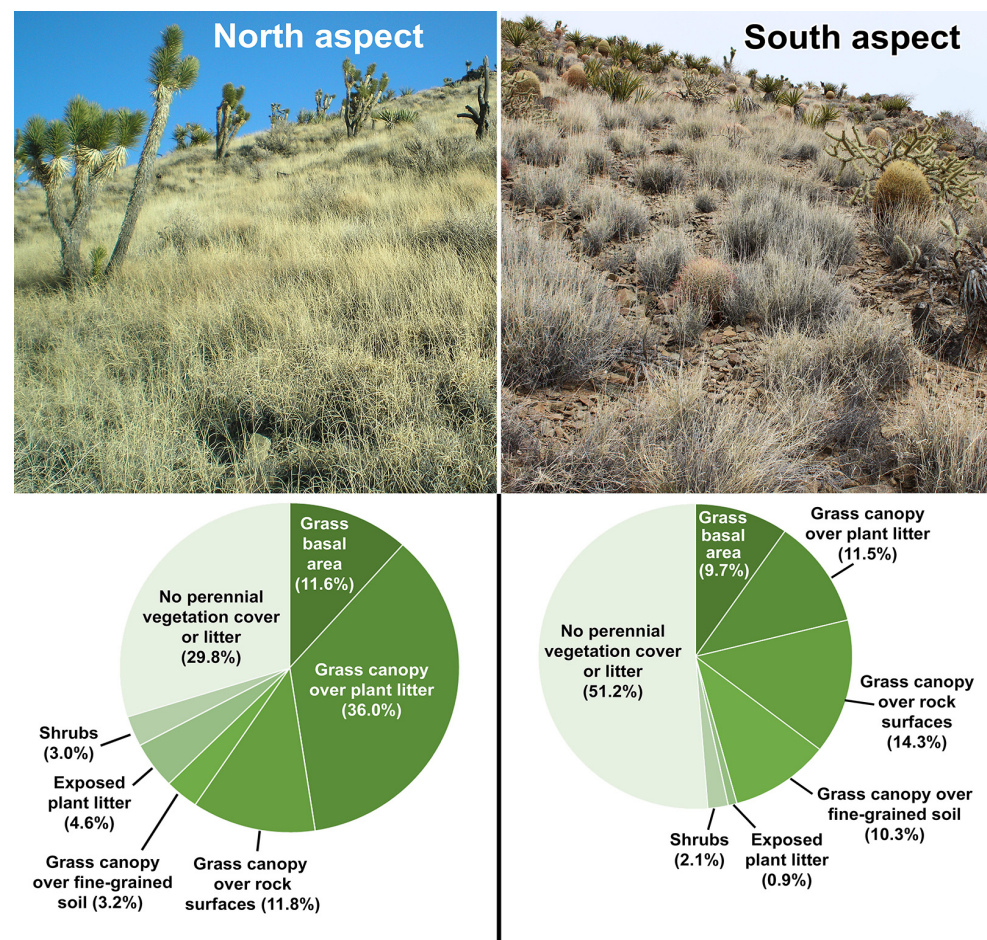 North aspect
South aspect
Grass
basal
area
(11.6%)
Grass canopy
over plant litter
(36.0%)
Grass canopy
over rock
surfaces (11.8%)
Grass canopy
over fine-grained
soil (3.2%)
Exposed
plant litter
(4.6%)
Shrubs
(3.0%)
No perennial
vegetation cover
or litter
(29.8%)
Grass
basal
area
(9.7%)
Grass canopy
over plant litter
(11.5%)
Grass canopy
over rock
surfaces
(14.3%)
Grass canopy over
fine-grained soil
(10.3%)
Exposed
plant litter
(0.9%)
Shrubs
(2.1%)
No perennial
vegetation cover
or litter
(51.2%)